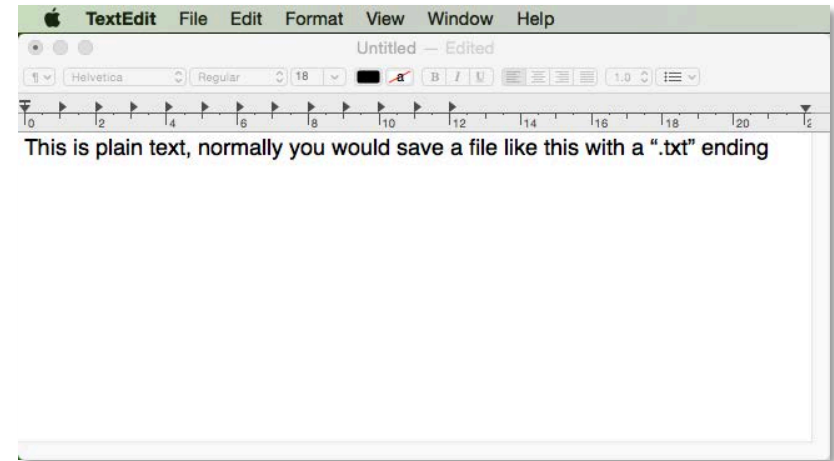 TextEdit File Edit Format View Window Help
Untitled — Edited
¶ Helvetica Regular 18 a B I U 1.0
0 2 4 6 8 10 12 14 16 18 20 2
This is plain text, normally you would save a file like this with a “.txt” ending